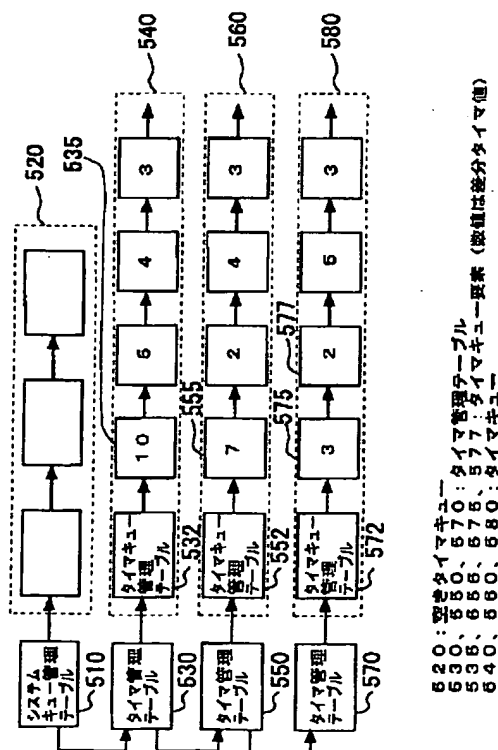 システム
キュー管理
テーブル
510
520
タイマ管理
テーブル
530
タイマキュー
管理
テーブル
532
10
5
4
3
535
540
タイマ管理
テーブル
550
タイマキュー
管理
テーブル
552
7
2
4
3
555
560
タイマ管理
テーブル
570
タイマキュー
管理
テーブル
572
3
2
5
3
575
577
580
520：空きタイマキュー
530、550、570：タイマ管理テーブル
535、555、575、577：タイマキュー要素（数値は差分タイマ値）
540、560、580：タイマキュー